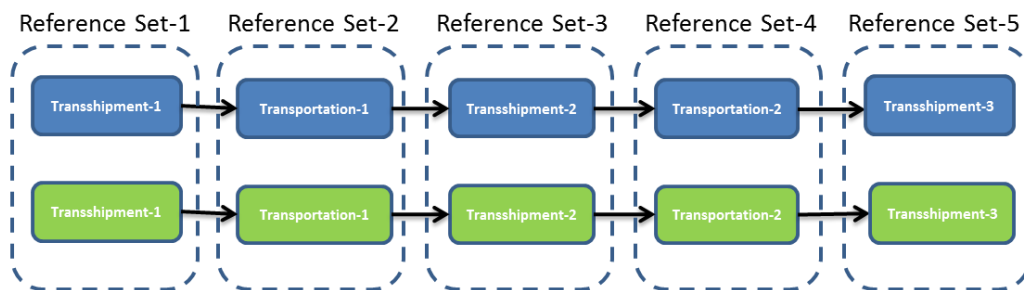 Reference Set-1
Reference Set-2
Reference Set-3
Reference Set-4
Reference Set-5
Transshipment-1
Transportation-1
Transshipment-2
Transportation-2
Transshipment-3
Transshipment-1
Transportation-1
Transshipment-2
Transportation-2
Transshipment-3